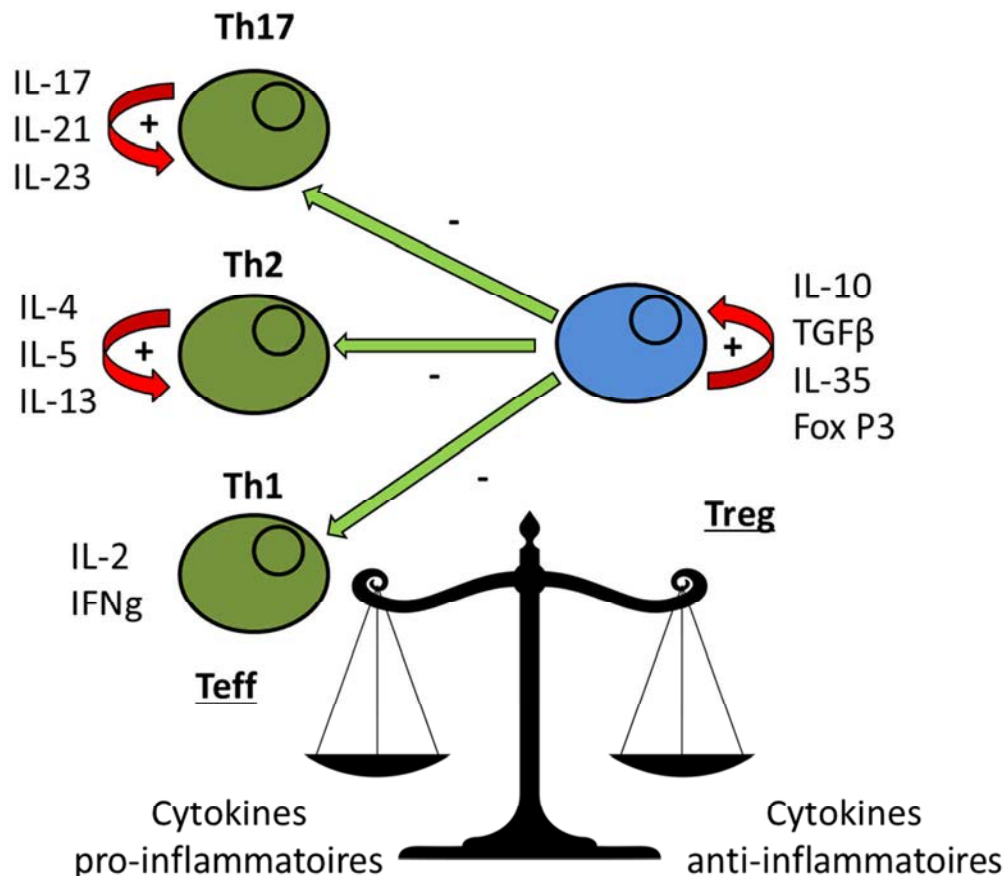 Th17
IL-17
+
IL-21
IL-23
-
Th2
IL-4
+
IL-5
IL-13
-
IL-10
TGFβ
+
IL-35
Fox P3
-
Th1
IL-2
IFNg
Treg
Teff
Cytokines
pro-inflammatoires
Cytokines
anti-inflammatoires